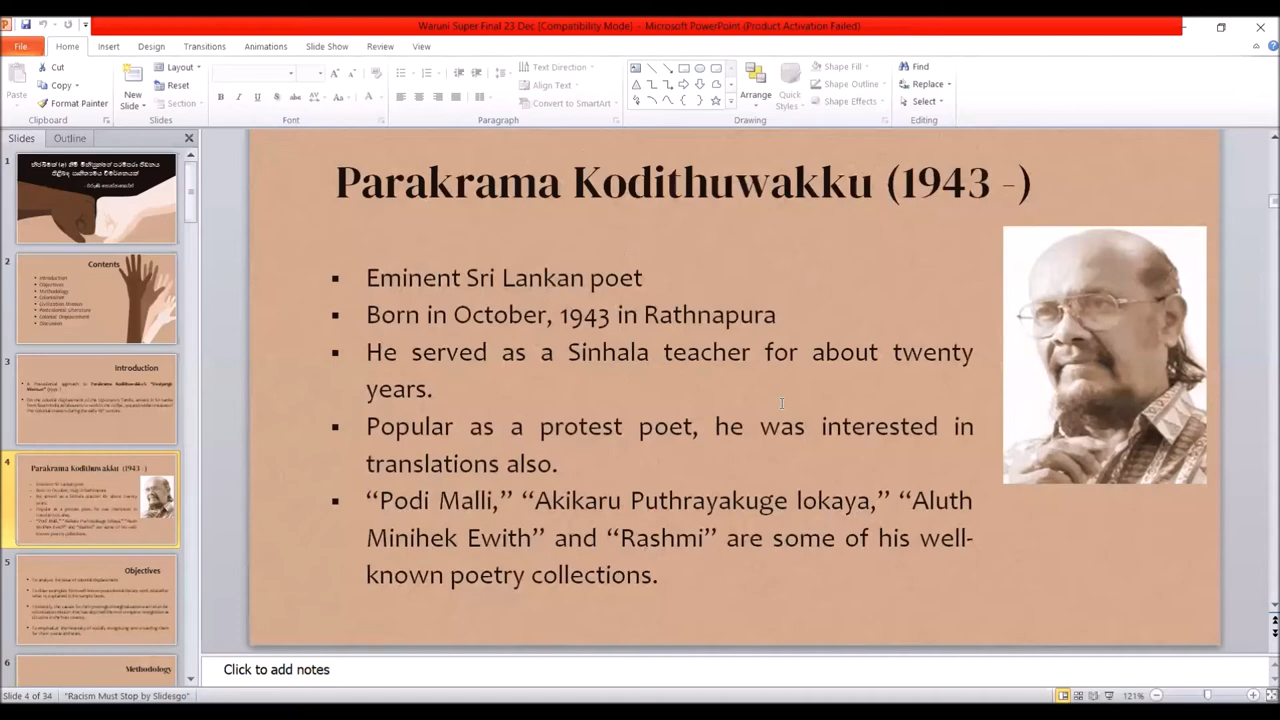 Waruni Super Final 23 Dec [Compatibility Mode] - Microsoft PowerPoint (Product Activation Failed)
File Home Insert Design Transitions Animations Slide Show Review View
Paste
Cut
Copy
Format Painter
Clipboard
New Slide
Layout
Reset
Section
Slides
Font
Text Direction
Align Text
Convert to SmartArt
Paragraph
Arrange
Quick Styles
Shape Fill
Shape Outline
Shape Effects
Drawing
Find
Replace
Select
Editing
Slides Outline
1
2
Contents
Introduction
Objectives
Methodology
Colonialism
Postcolonial Literature
Colonial Displacement
Discussion
3
Introduction
4
Parakrama Kodithuwakku (1943 -)
5
Objectives
6
Methodology
Parakrama Kodithuwakku (1943 -)
▪ Eminent Sri Lankan poet
▪ Born in October, 1943 in Rathnapura
▪ He served as a Sinhala teacher for about twenty
years.
▪ Popular as a protest poet, he was interested in
translations also.
▪ “Podi Malli,” “Akikaru Puthrayakuge lokaya,” “Aluth
Minihek Ewith” and “Rashmi” are some of his well-
known poetry collections.
Click to add notes
Slide 4 of 34 "Racism Must Stop by Slidesgo" 121%